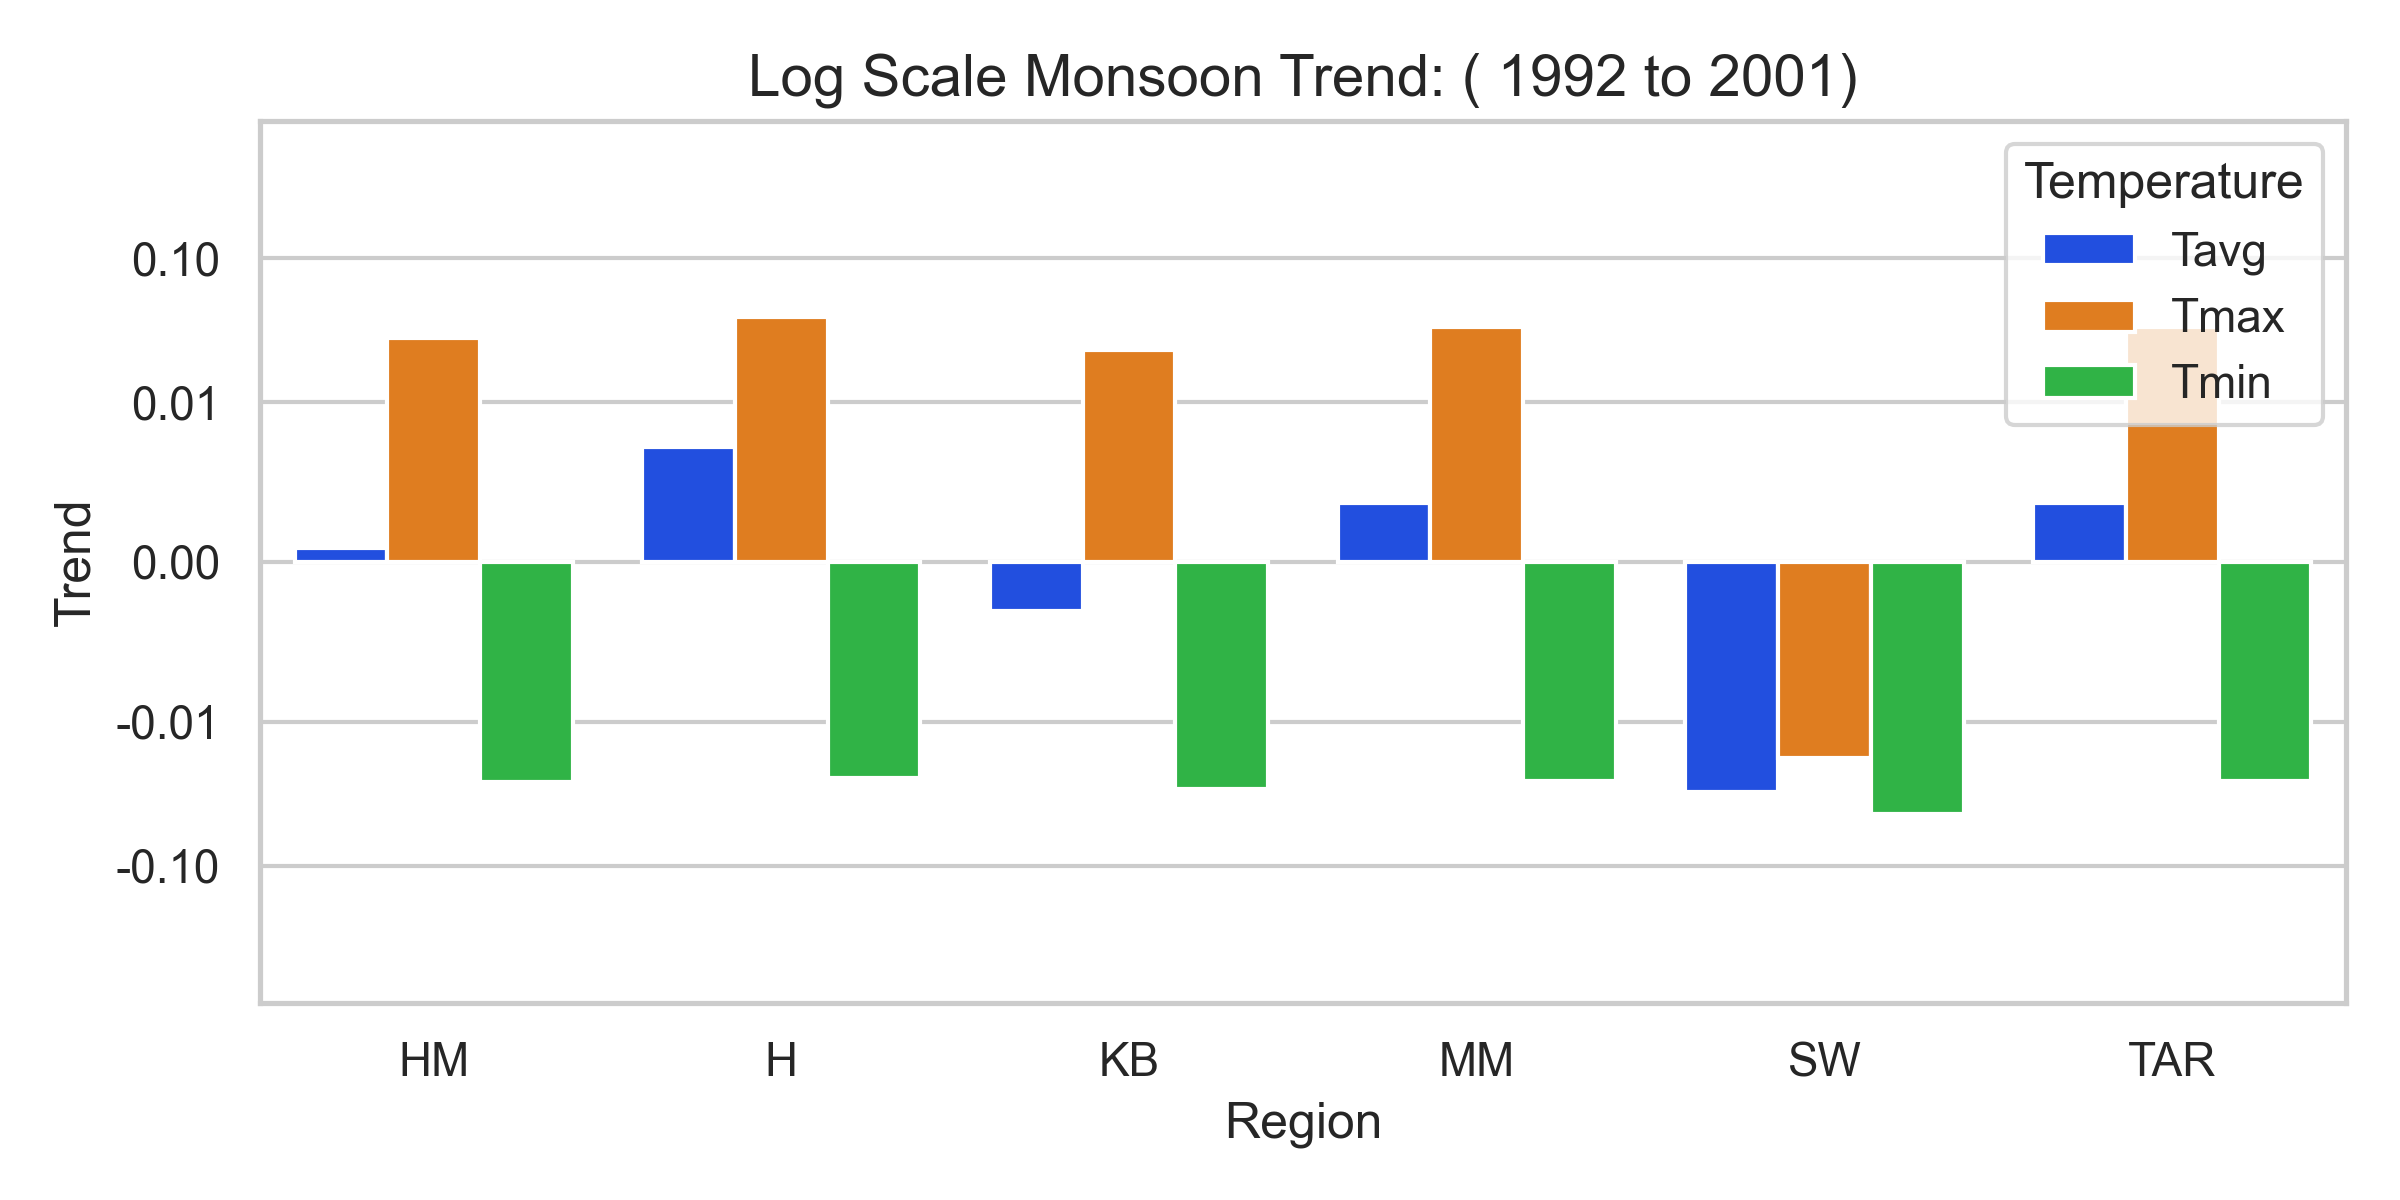 Log Scale Monsoon Trend: ( 1992 to 2001)
Temperature
Tavg
Tmax
Tmin
0.10
0.01
0.00
-0.01
-0.10
Trend
HM H KB MM SW TAR
Region